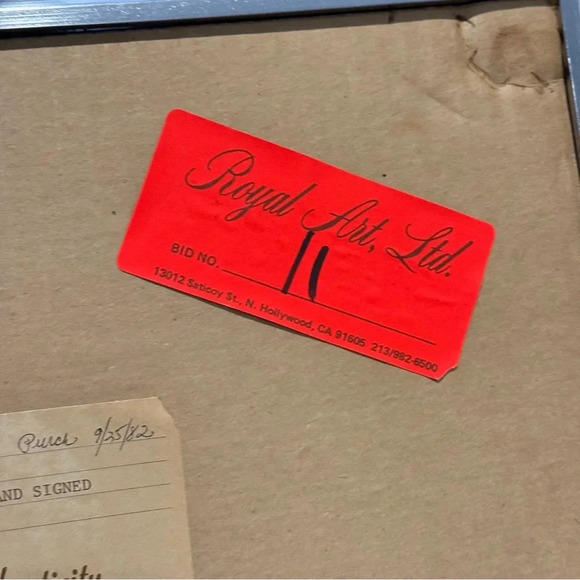 Royal Art, Ltd.
BID NO. 11
13012 Saticoy St., N. Hollywood, CA 91605 213/982-6500
Purch 9/25/82
AND SIGNED